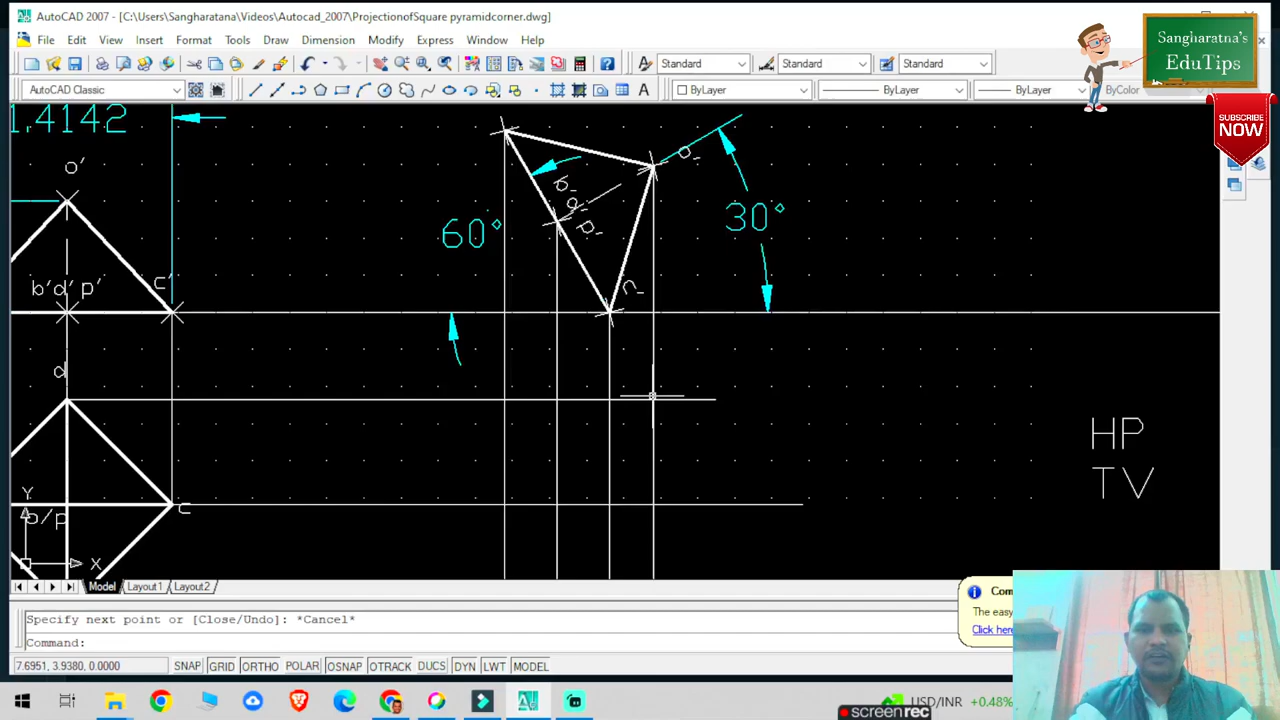 AutoCAD 2007 - [C:\Users\Sangharatana\Videos\Autocad_2007\ProjectionofSquare pyramidcorner.dwg]
File Edit View Insert Format Tools Draw Dimension Modify Express Window Help
Sangharatna's
EduTips
SUBSCRIBE
NOW
Standard Standard Standard
AutoCAD Classic ByLayer ByLayer ByLayer ByColor
1.4142
o'
o'
b'd'p'
60°
30°
c'
b'd'p'
c'
d
HP
TV
c
o/p
Y
X
Model Layout1 Layout2
Specify next point or [Close/Undo]: *Cancel*
Command:
Com
The easy
Click here
7.6951, 3.9380, 0.0000 SNAP GRID ORTHO POLAR OSNAP OTRACK DUCS DYN LWT MODEL
USD/INR +0.48%
screenrec